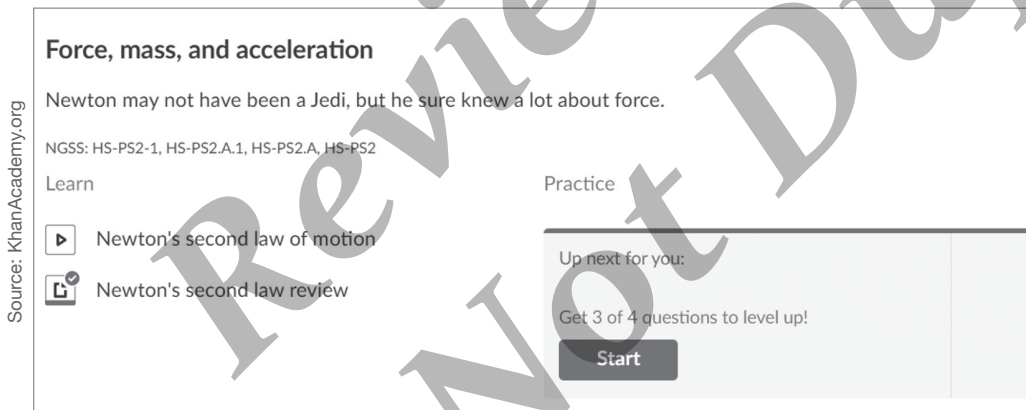 Force, mass, and acceleration
Newton may not have been a Jedi, but he sure knew a lot about force.
NGSS: HS-PS2-1, HS-PS2.A.1, HS-PS2.A, HS-PS2
Learn
Newton's second law of motion
Newton's second law review
Practice
Up next for you:
Get 3 of 4 questions to level up!
Start
Source: KhanAcademy.org
Revie
Not Dup